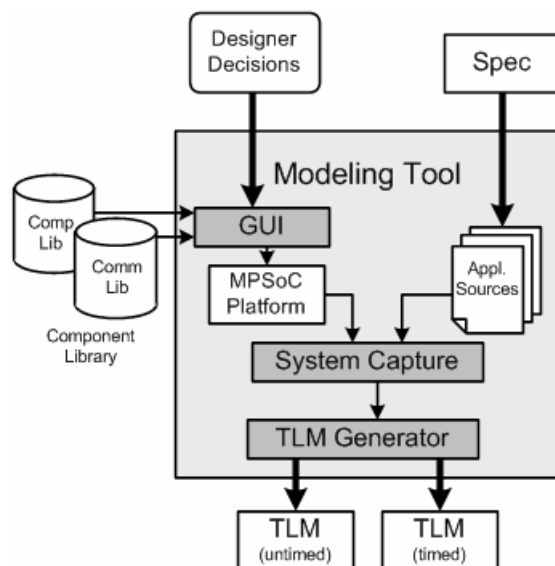 Designer
Decisions
Spec
Modeling Tool
Comp
Lib
Comm
Lib
Component
Library
GUI
MPSoC
Platform
Appl.
Sources
System Capture
TLM Generator
TLM
(untimed)
TLM
(timed)